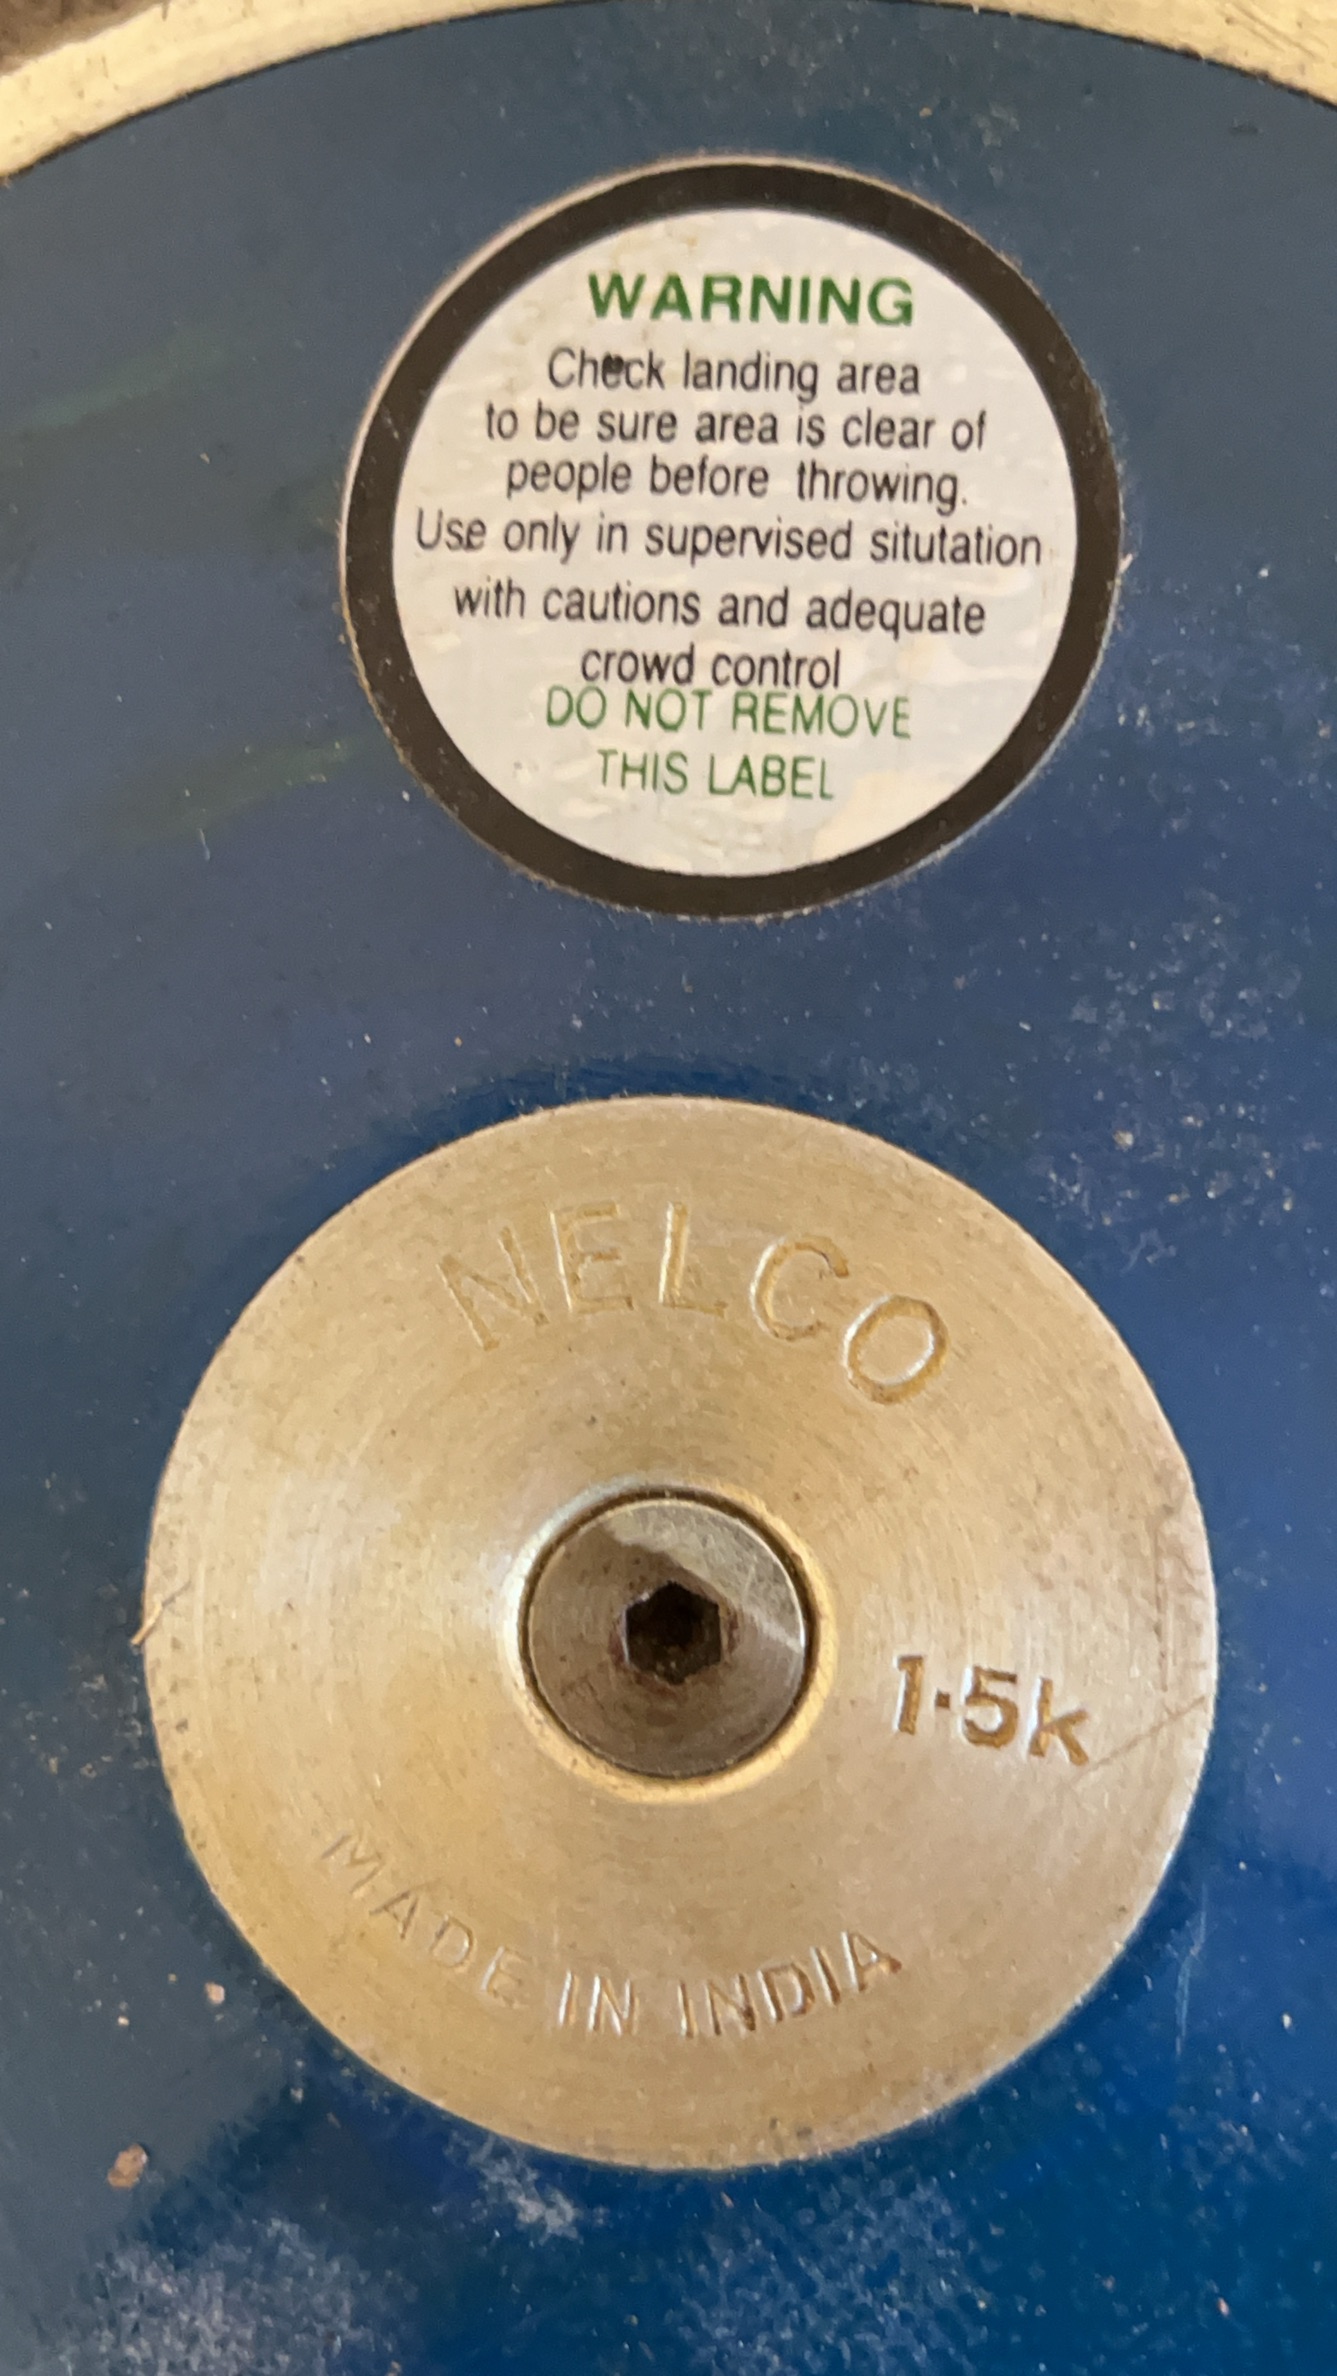 WARNING
Check landing area
to be sure area is clear of
people before throwing.
Use only in supervised situtation
with cautions and adequate
crowd control
DO NOT REMOVE
THIS LABEL
NELCO
1.5k
MADE IN INDIA